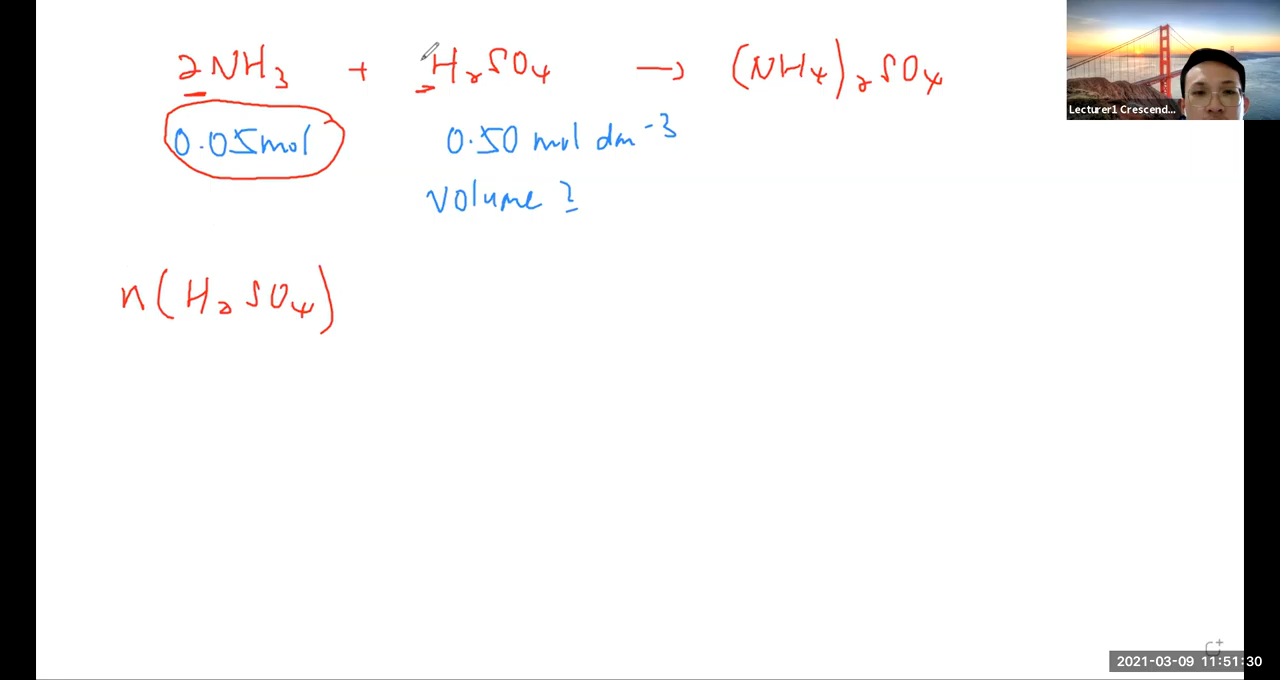 2NH₃ + H₂SO₄ → (NH₄)₂SO₄
0.05mol 0.50 mol dm⁻³
volume ?
n(H₂SO₄)
Lecturer1 Crescend...
2021-03-09 11:51:30